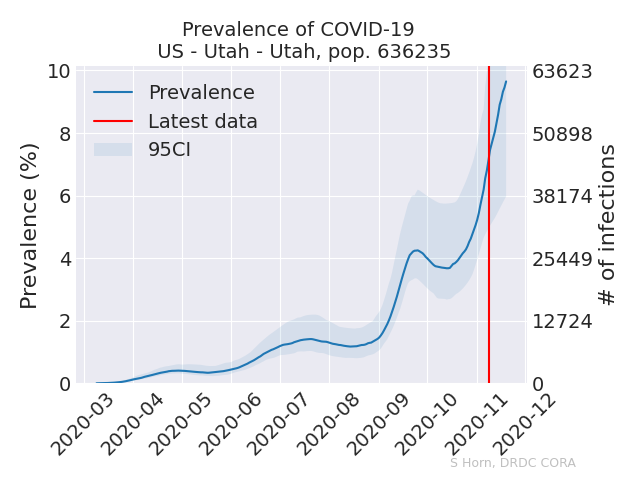 Prevalence of COVID-19
US - Utah - Utah, pop. 636235
Prevalence
Latest data
95CI
Prevalence (%)
10
8
6
4
2
0
63623
50898
38174
25449
12724
0
# of infections
2020-03
2020-04
2020-05
2020-06
2020-07
2020-08
2020-09
2020-10
2020-11
2020-12
S Horn, DRDC CORA